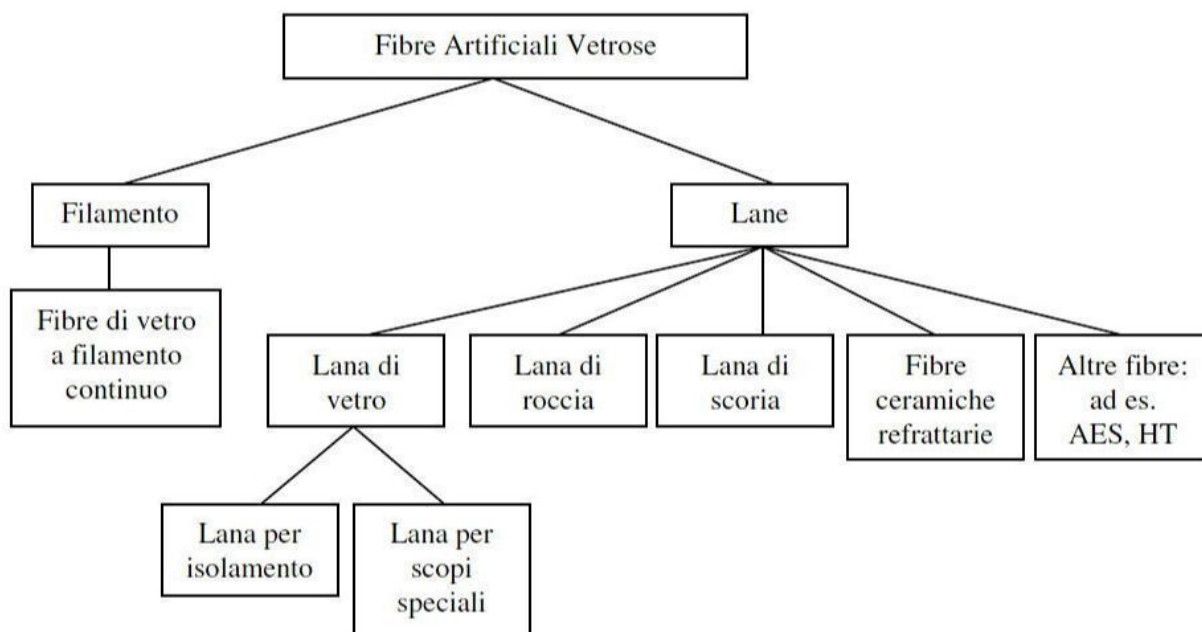 Fibre Artificiali Vetrose
Filamento
Lane
Fibre di vetro
a filamento
continuo
Lana di
vetro
Lana di
roccia
Lana di
scoria
Fibre
ceramiche
refrattarie
Altre fibre:
ad es.
AES, HT
Lana per
isolamento
Lana per
scopi
speciali